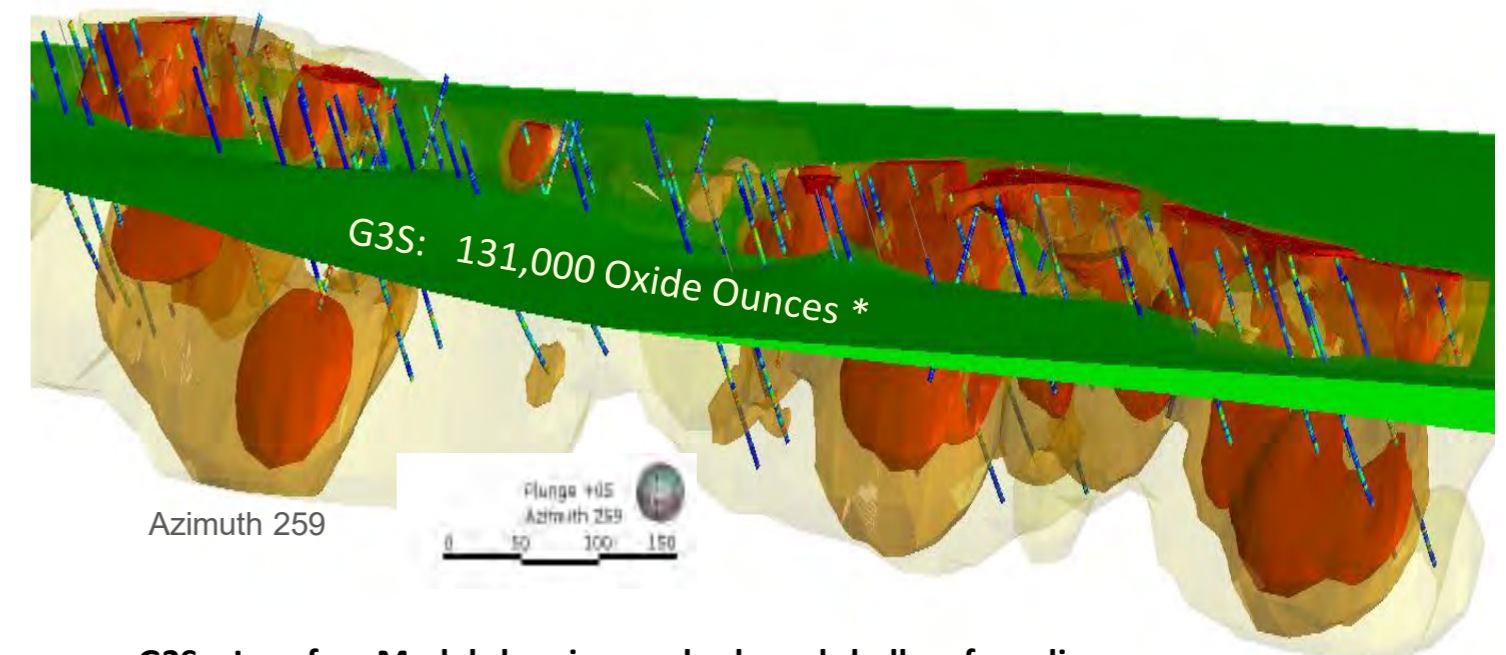 G3S: 131,000 Oxide Ounces *
Azimuth 259
Plunge +05
Azimuth 259
0 50 100 150